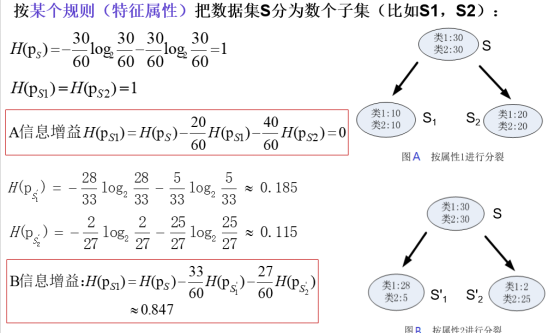 按某个规则（特征属性）把数据集S分为数个子集（比如S1，S2）：
H(p_S)=-30/60 log₂ 30/60 - 30/60 log₂ 30/60 =1
H(p_S1)=H(p_S2)=1
A信息增益H(p_S1)=H(p_S)-20/60 H(p_S1)-40/60 H(p_S2)=0
类1:30
类2:30
S
类1:10
类2:10
S₁
S₂
类1:20
类2:20
图A 按属性1进行分裂
H(p_S'₁) = - 28/33 log₂ 28/33 - 5/33 log₂ 5/33 ≈ 0.185
H(p_S'₂) = - 2/27 log₂ 2/27 - 25/27 log₂ 25/27 ≈ 0.115
B信息增益:H(p_S1)=H(p_S)-33/60 H(p_S'₁)-27/60 H(p_S'₂)
≈0.847
类1:30
类2:30
S
类1:28
类2:5
S'₁
S'₂
类1:2
类2:25
图B 按属性2进行分裂